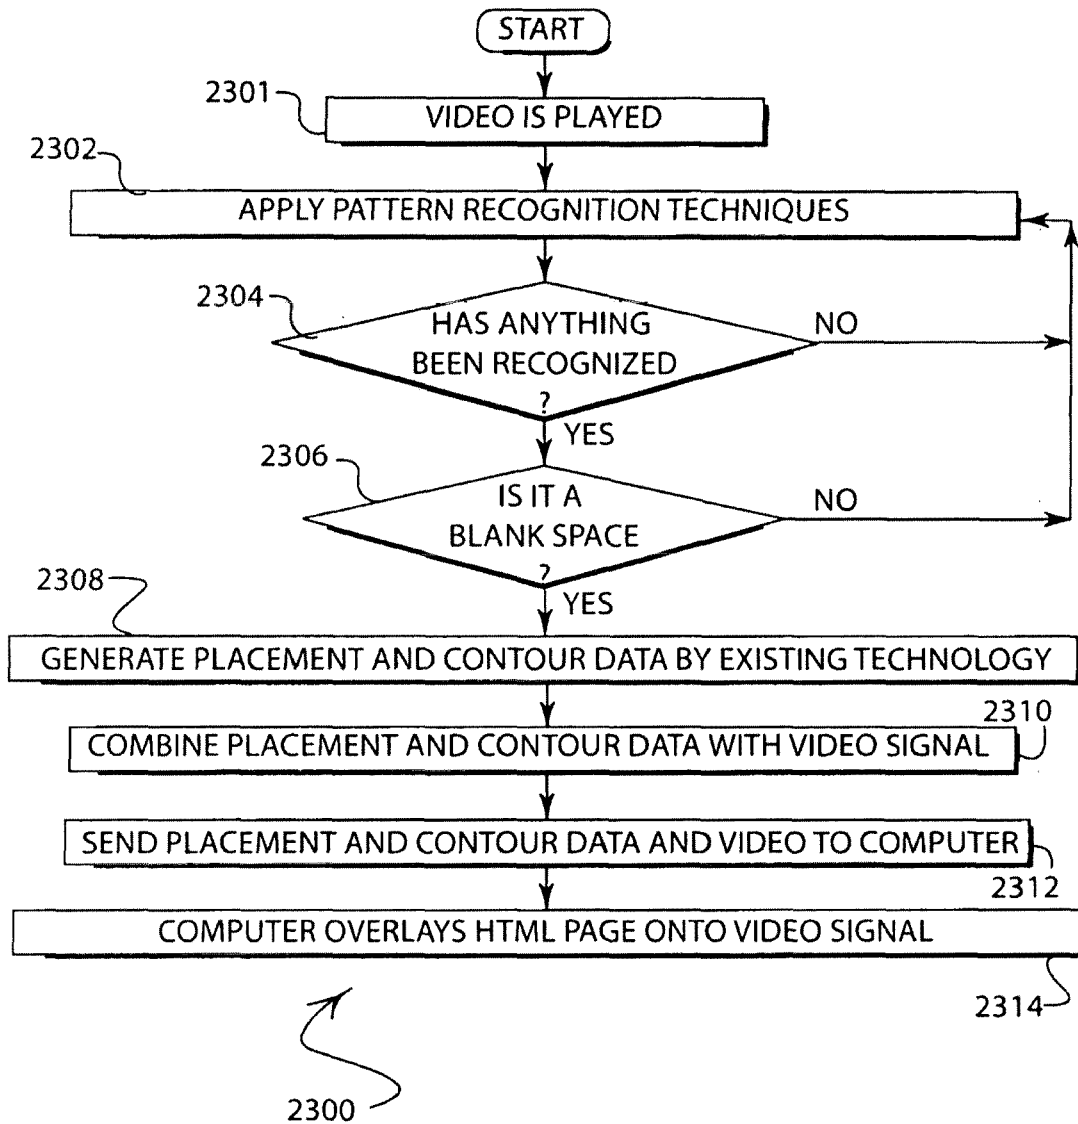 START
2301
VIDEO IS PLAYED
2302
APPLY PATTERN RECOGNITION TECHNIQUES
2304
HAS ANYTHING
BEEN RECOGNIZED
?
NO
YES
2306
IS IT A
BLANK SPACE
?
NO
YES
2308
GENERATE PLACEMENT AND CONTOUR DATA BY EXISTING TECHNOLOGY
2310
COMBINE PLACEMENT AND CONTOUR DATA WITH VIDEO SIGNAL
SEND PLACEMENT AND CONTOUR DATA AND VIDEO TO COMPUTER
2312
COMPUTER OVERLAYS HTML PAGE ONTO VIDEO SIGNAL
2314
2300